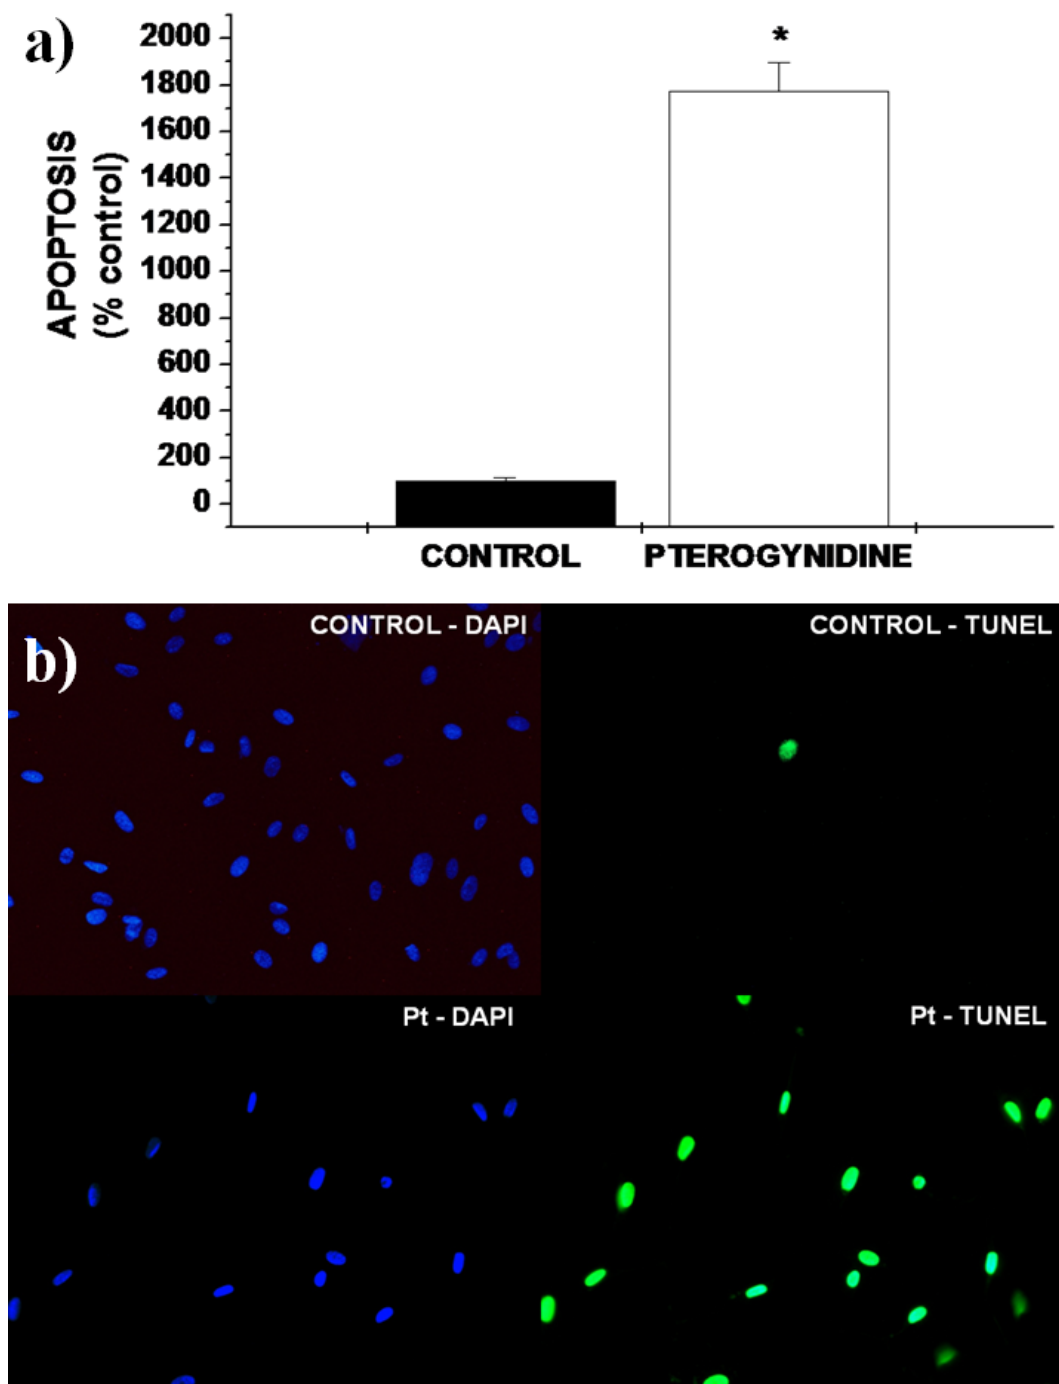 a)
2000
1800
1600
1400
1200
1000
800
600
400
200
0
APOPTOSIS
(% control)
*
CONTROL PTEROGYNIDINE
b)
CONTROL - DAPI
CONTROL - TUNEL
Pt - DAPI
Pt - TUNEL